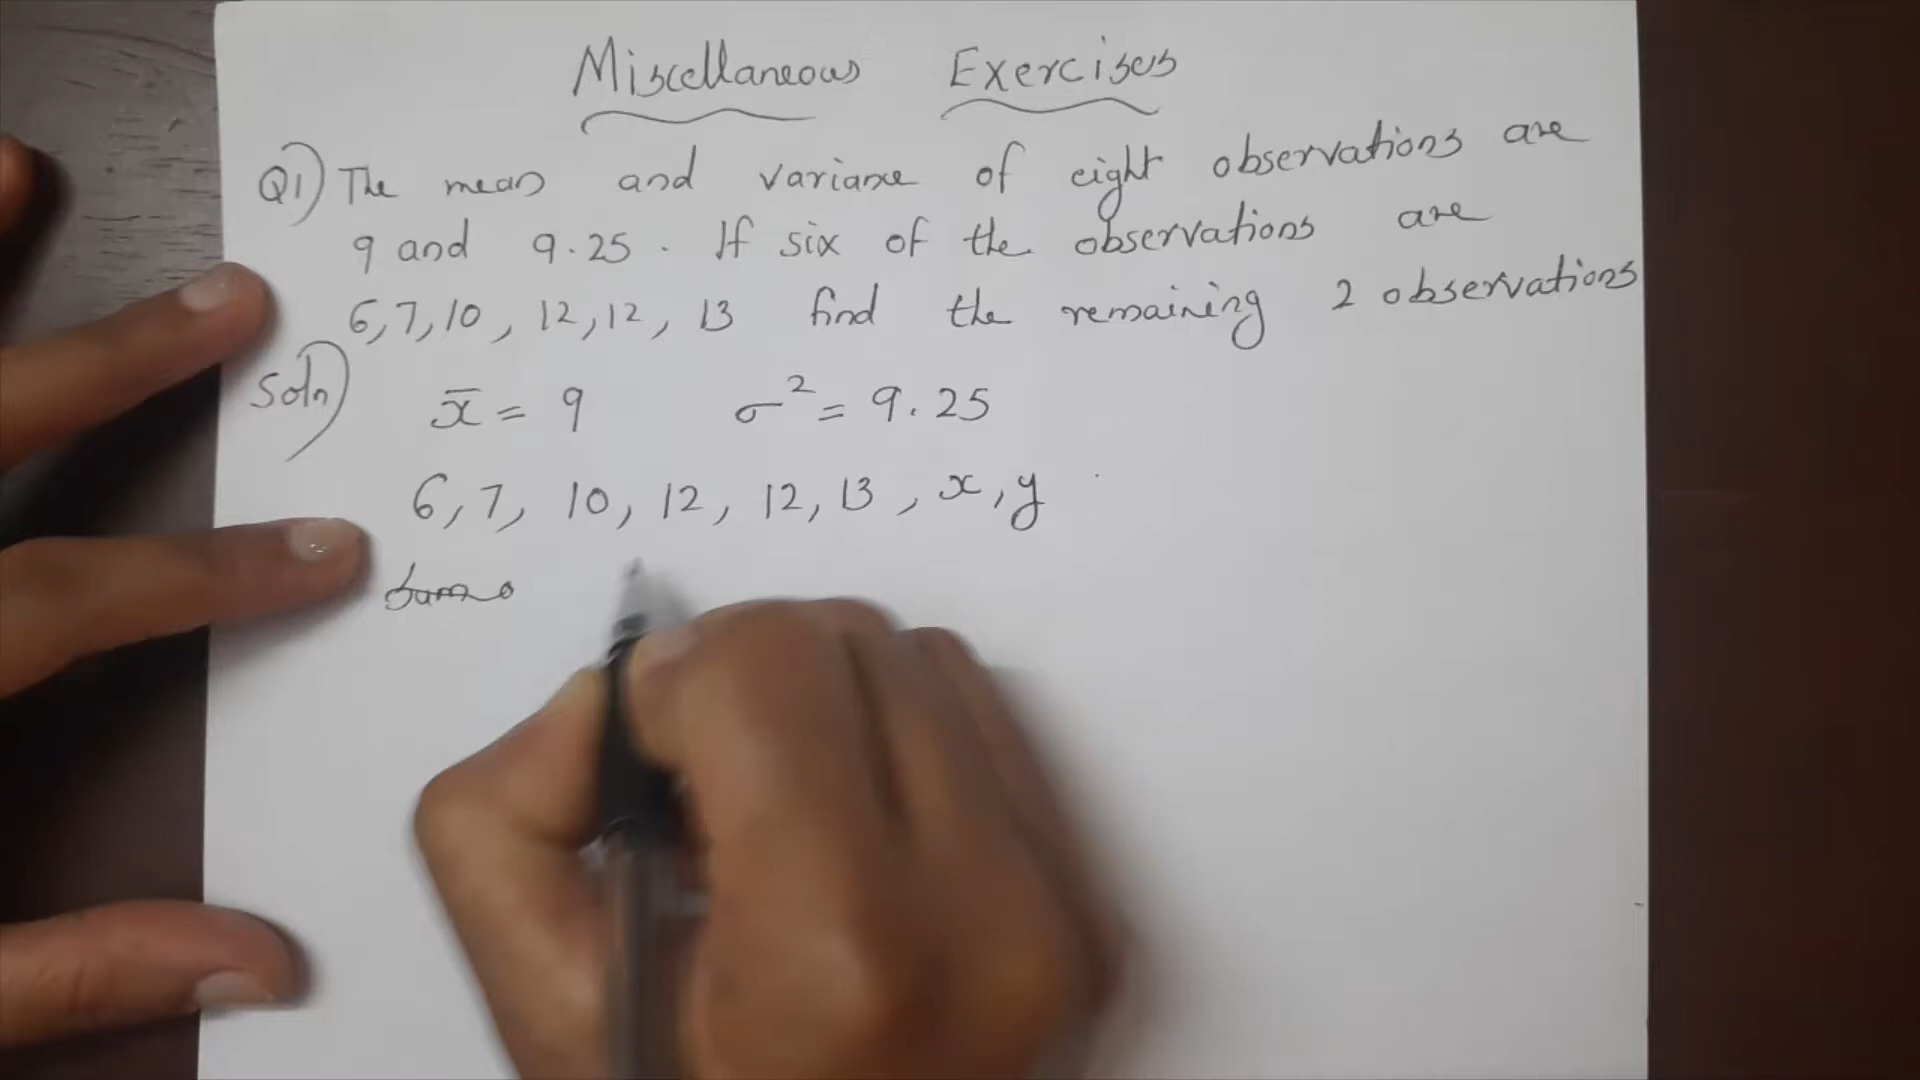 Miscellaneous Exercises
Q1) The mean and variance of eight observations are
9 and 9.25. If six of the observations are
6,7,10, 12,12, 13 find the remaining 2 observations
Soln)
x̄ = 9 σ² = 9.25
6, 7, 10, 12, 12, 13, x, y